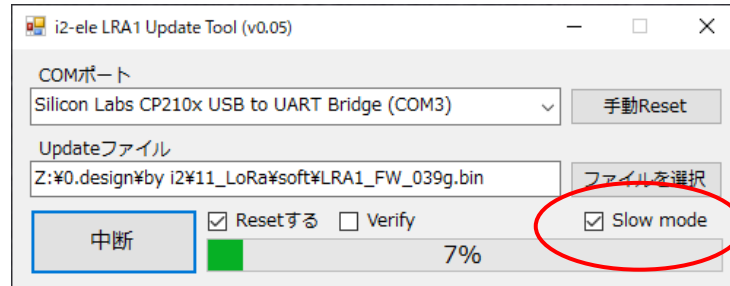 i2-ele LRA1 Update Tool (v0.05)
COMポート
Silicon Labs CP210x USB to UART Bridge (COM3)
手動Reset
Updateファイル
Z:¥0.design¥by i2¥11_LoRa¥soft¥LRA1_FW_039g.bin
ファイルを選択
中断
Resetする
Verify
Slow mode
7%